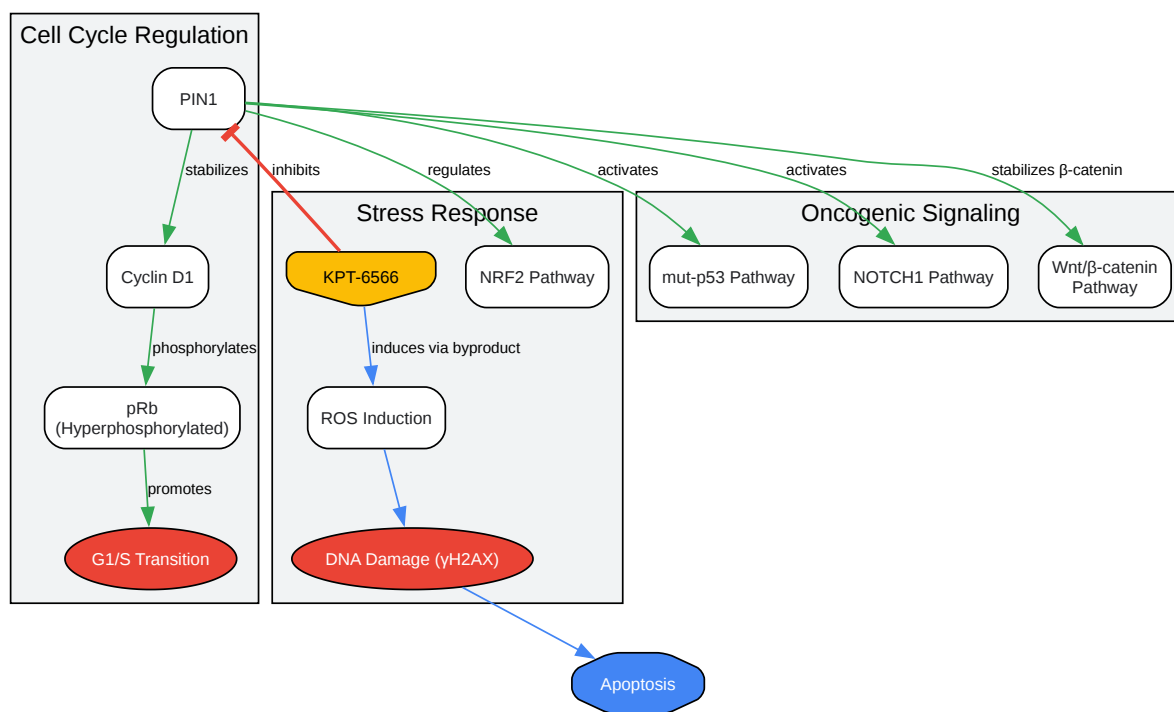 Cell Cycle Regulation
PIN1
stabilizes
inhibits
regulates
activates
activates
stabilizes β-catenin
Stress Response
Oncogenic Signaling
Cyclin D1
KPT-6566
NRF2 Pathway
mut-p53 Pathway
NOTCH1 Pathway
Wnt/β-catenin
Pathway
phosphorylates
induces via byproduct
pRb
(Hyperphosphorylated)
ROS Induction
promotes
G1/S Transition
DNA Damage (γH2AX)
Apoptosis